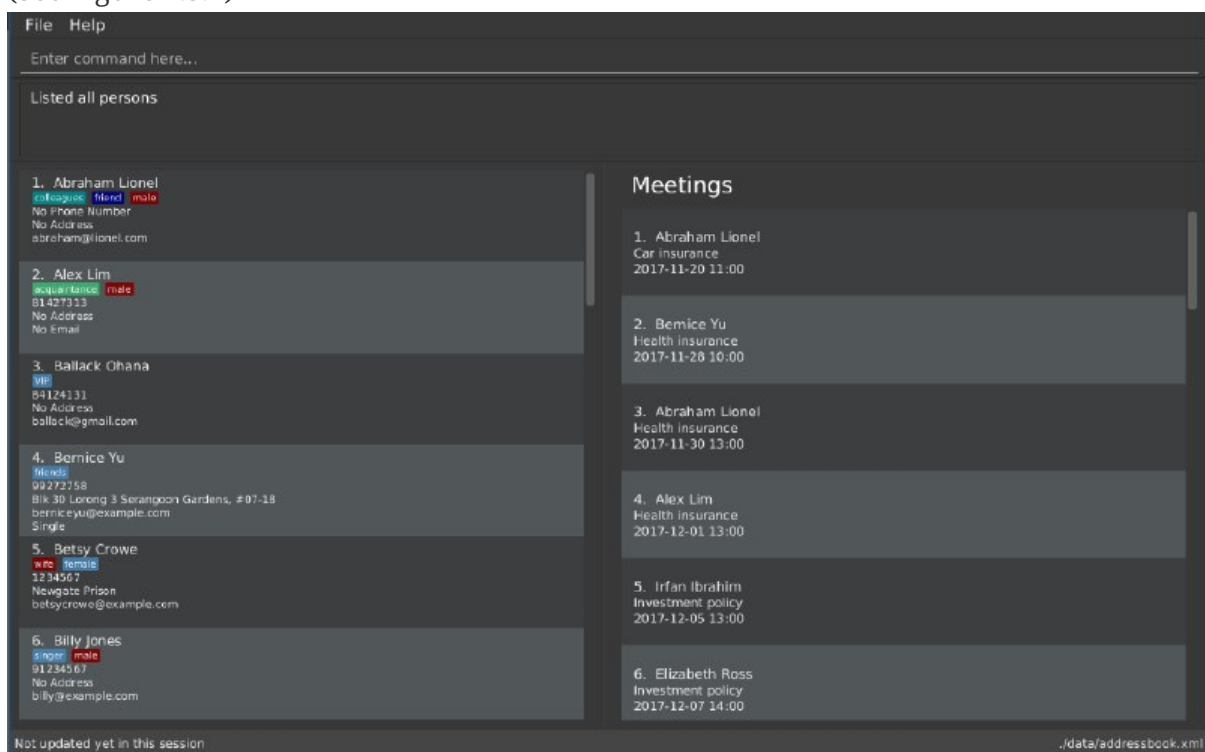 File Help
Enter command here...
Listed all persons
1. Abraham Lionel
colleagues friend male
No Phone Number
No Address
abraham@lionel.com
2. Alex Lim
acquaintance male
81427313
No Address
No Email
3. Ballack Ohana
VIP
84124131
No Address
ballack@gmail.com
4. Bernice Yu
friends
99272758
Blk 30 Lorong 3 Serangoon Gardens, #07-18
berniceyu@example.com
Single
5. Betsy Crowe
wife female
1234567
Newgate Prison
betsycrowe@example.com
6. Billy Jones
singer male
91234567
No Address
billy@example.com
Meetings
1. Abraham Lionel
Car insurance
2017-11-20 11:00
2. Bernice Yu
Health insurance
2017-11-28 10:00
3. Abraham Lionel
Health insurance
2017-11-30 13:00
4. Alex Lim
Health insurance
2017-12-01 13:00
5. Irfan Ibrahim
Investment policy
2017-12-05 13:00
6. Elizabeth Ross
Investment policy
2017-12-07 14:00
Not updated yet in this session
./data/addressbook.xml